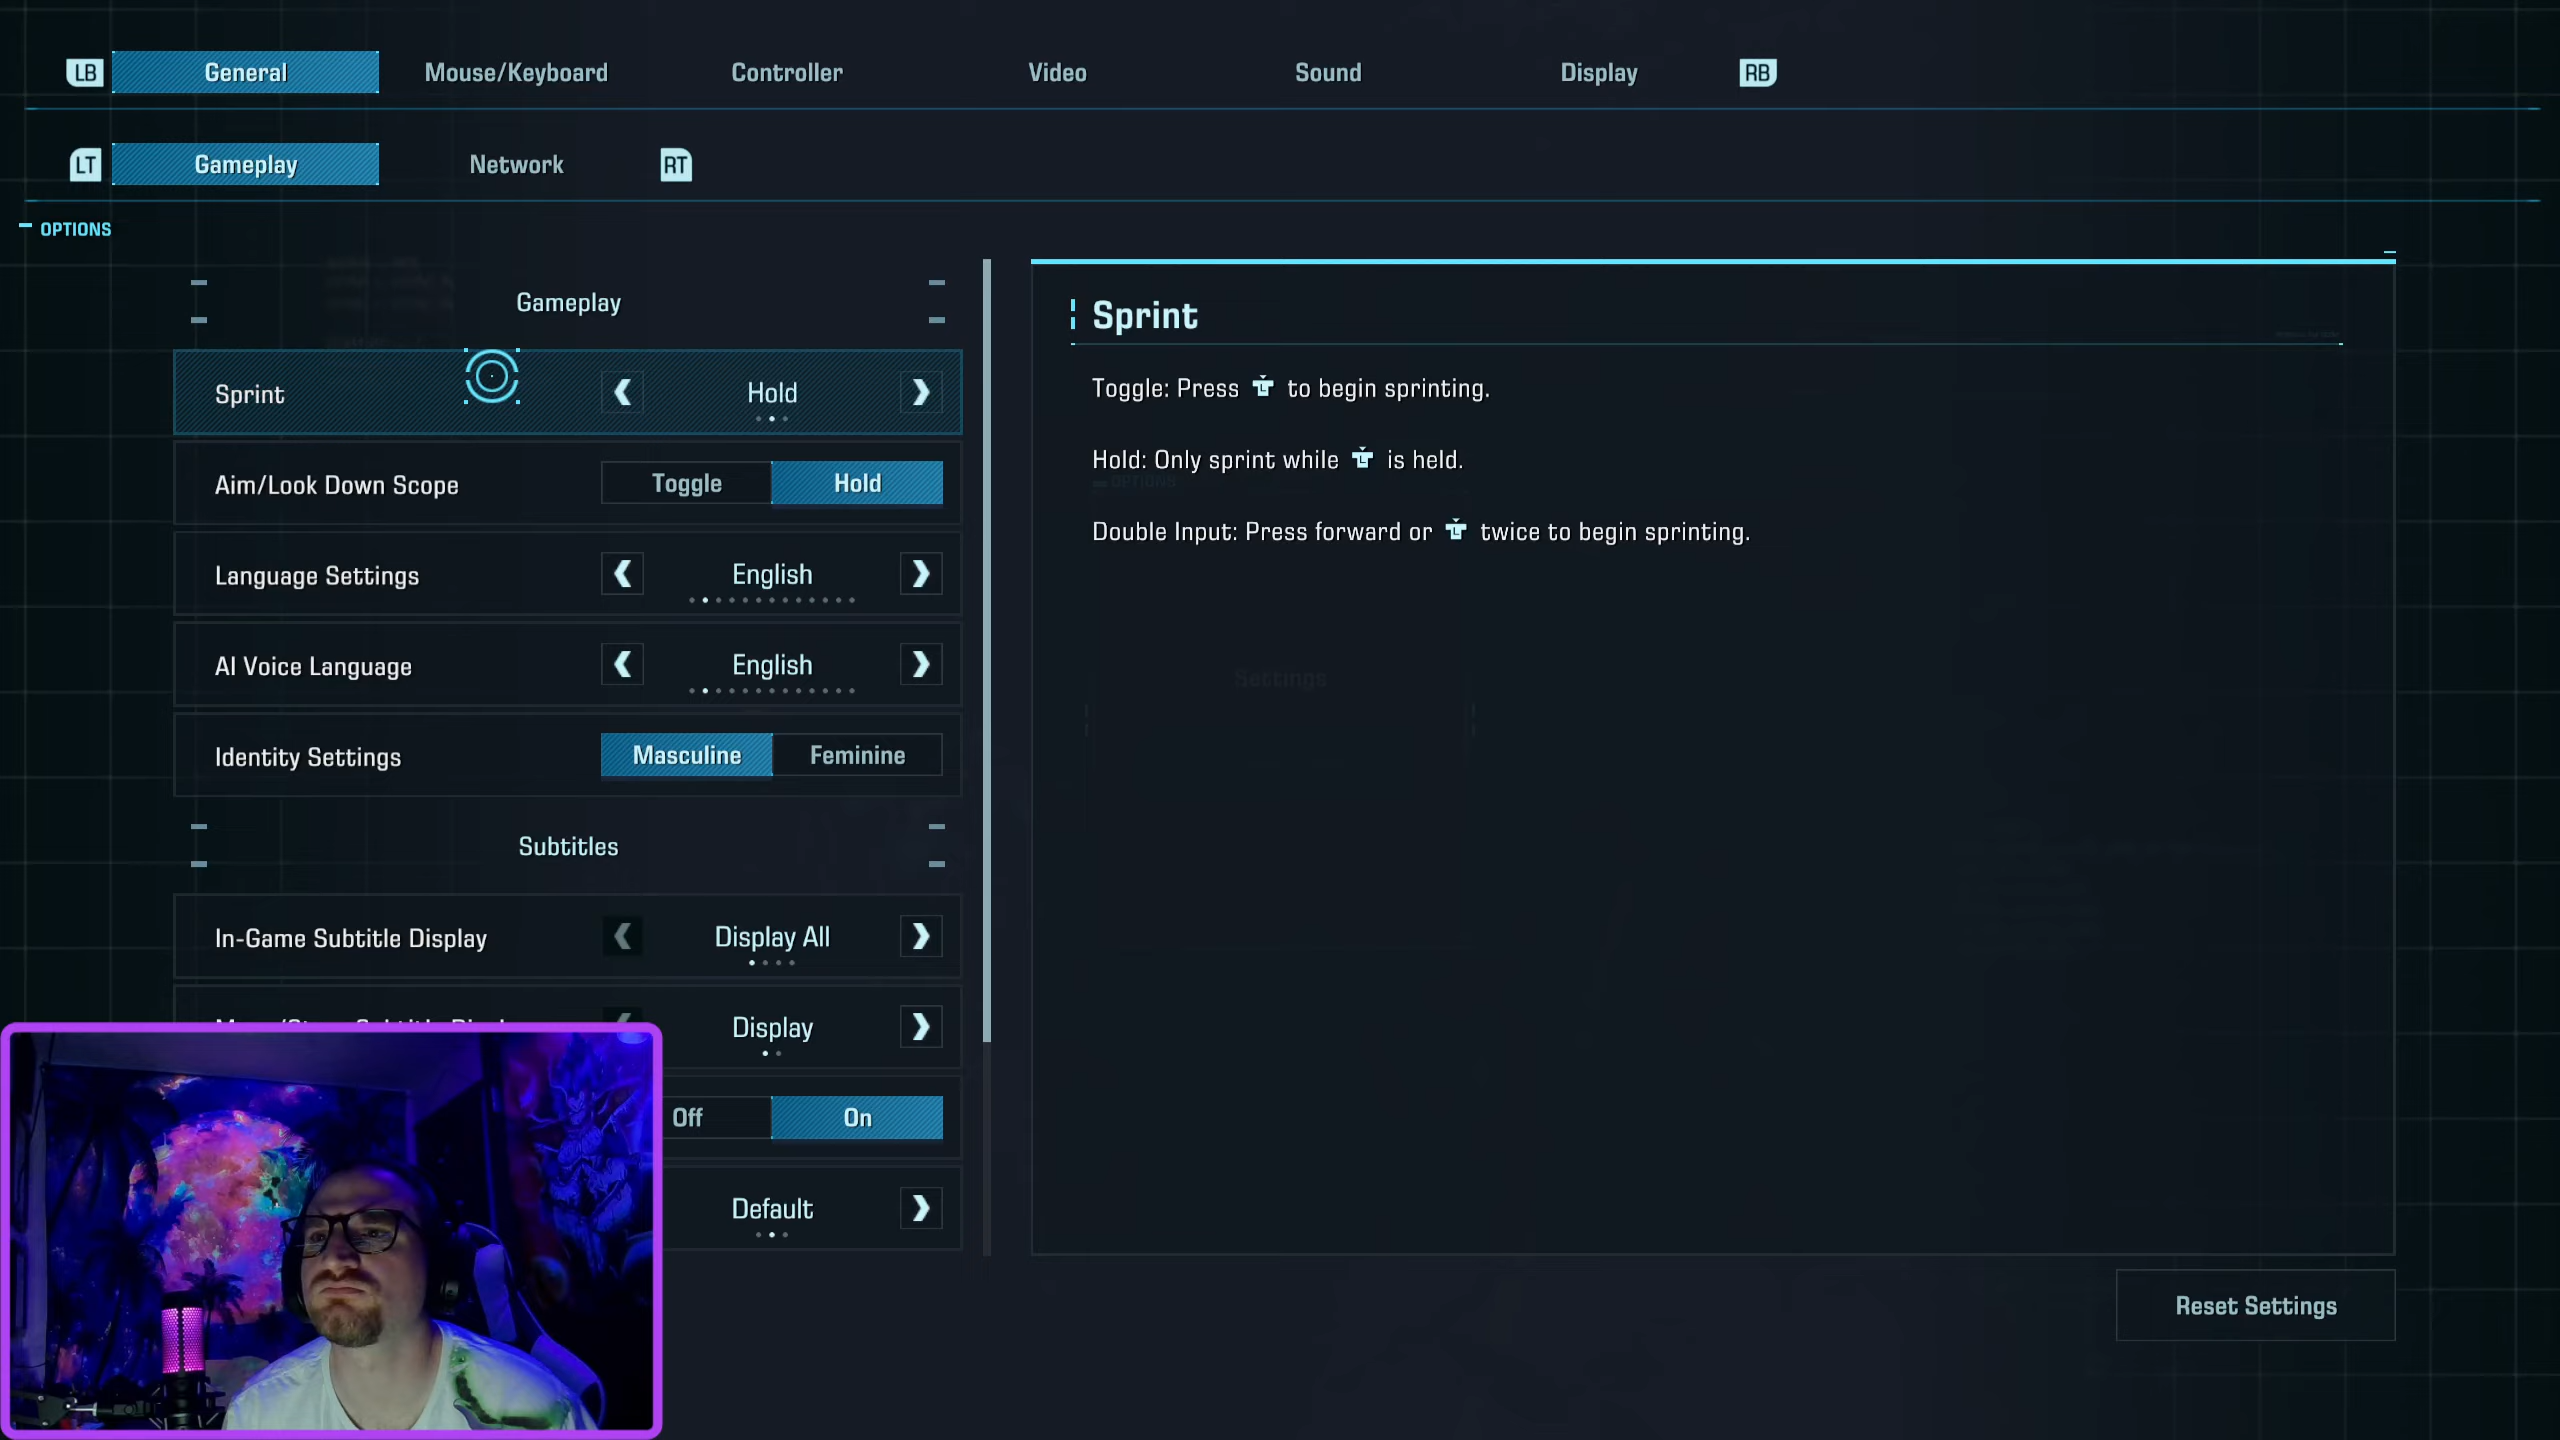 LB General Mouse/Keyboard Controller Video Sound Display RB
LT Gameplay Network RT
OPTIONS
Gameplay
Sprint Hold
Aim/Look Down Scope Toggle Hold
Language Settings English
AI Voice Language English
Identity Settings Masculine Feminine
Subtitles
In-Game Subtitle Display Display All
Display
Off On
Default
Sprint
Toggle: Press L to begin sprinting.
Hold: Only sprint while L is held.
OPTIONS
Double Input: Press forward or L twice to begin sprinting.
Settings
Reset Settings